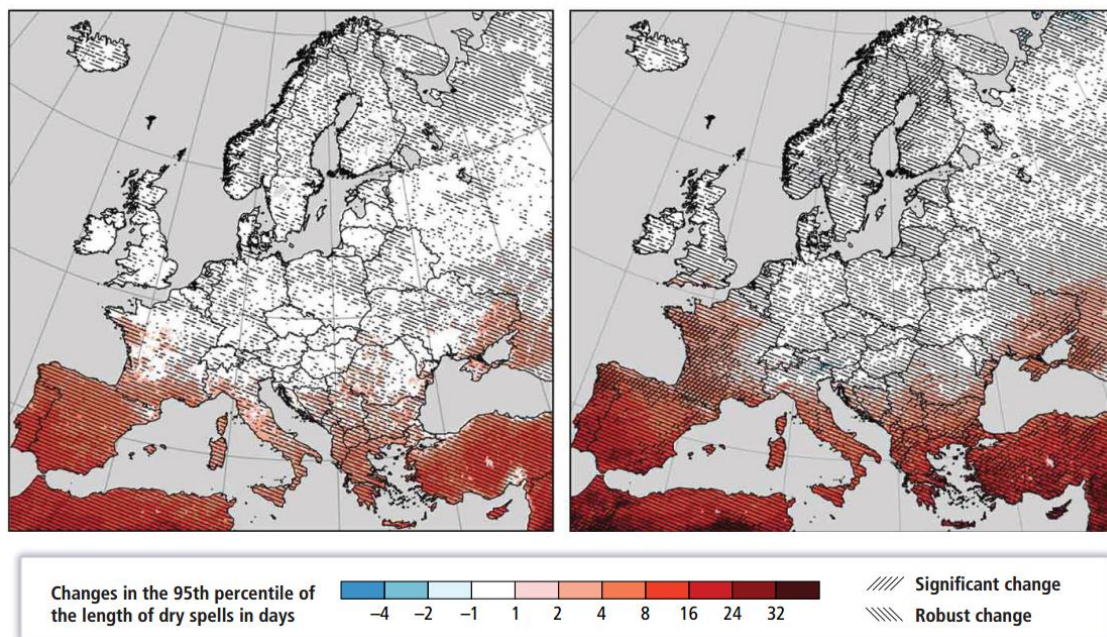 Changes in the 95th percentile of
the length of dry spells in days
−4 −2 −1 1 2 4 8 16 24 32
Significant change
Robust change